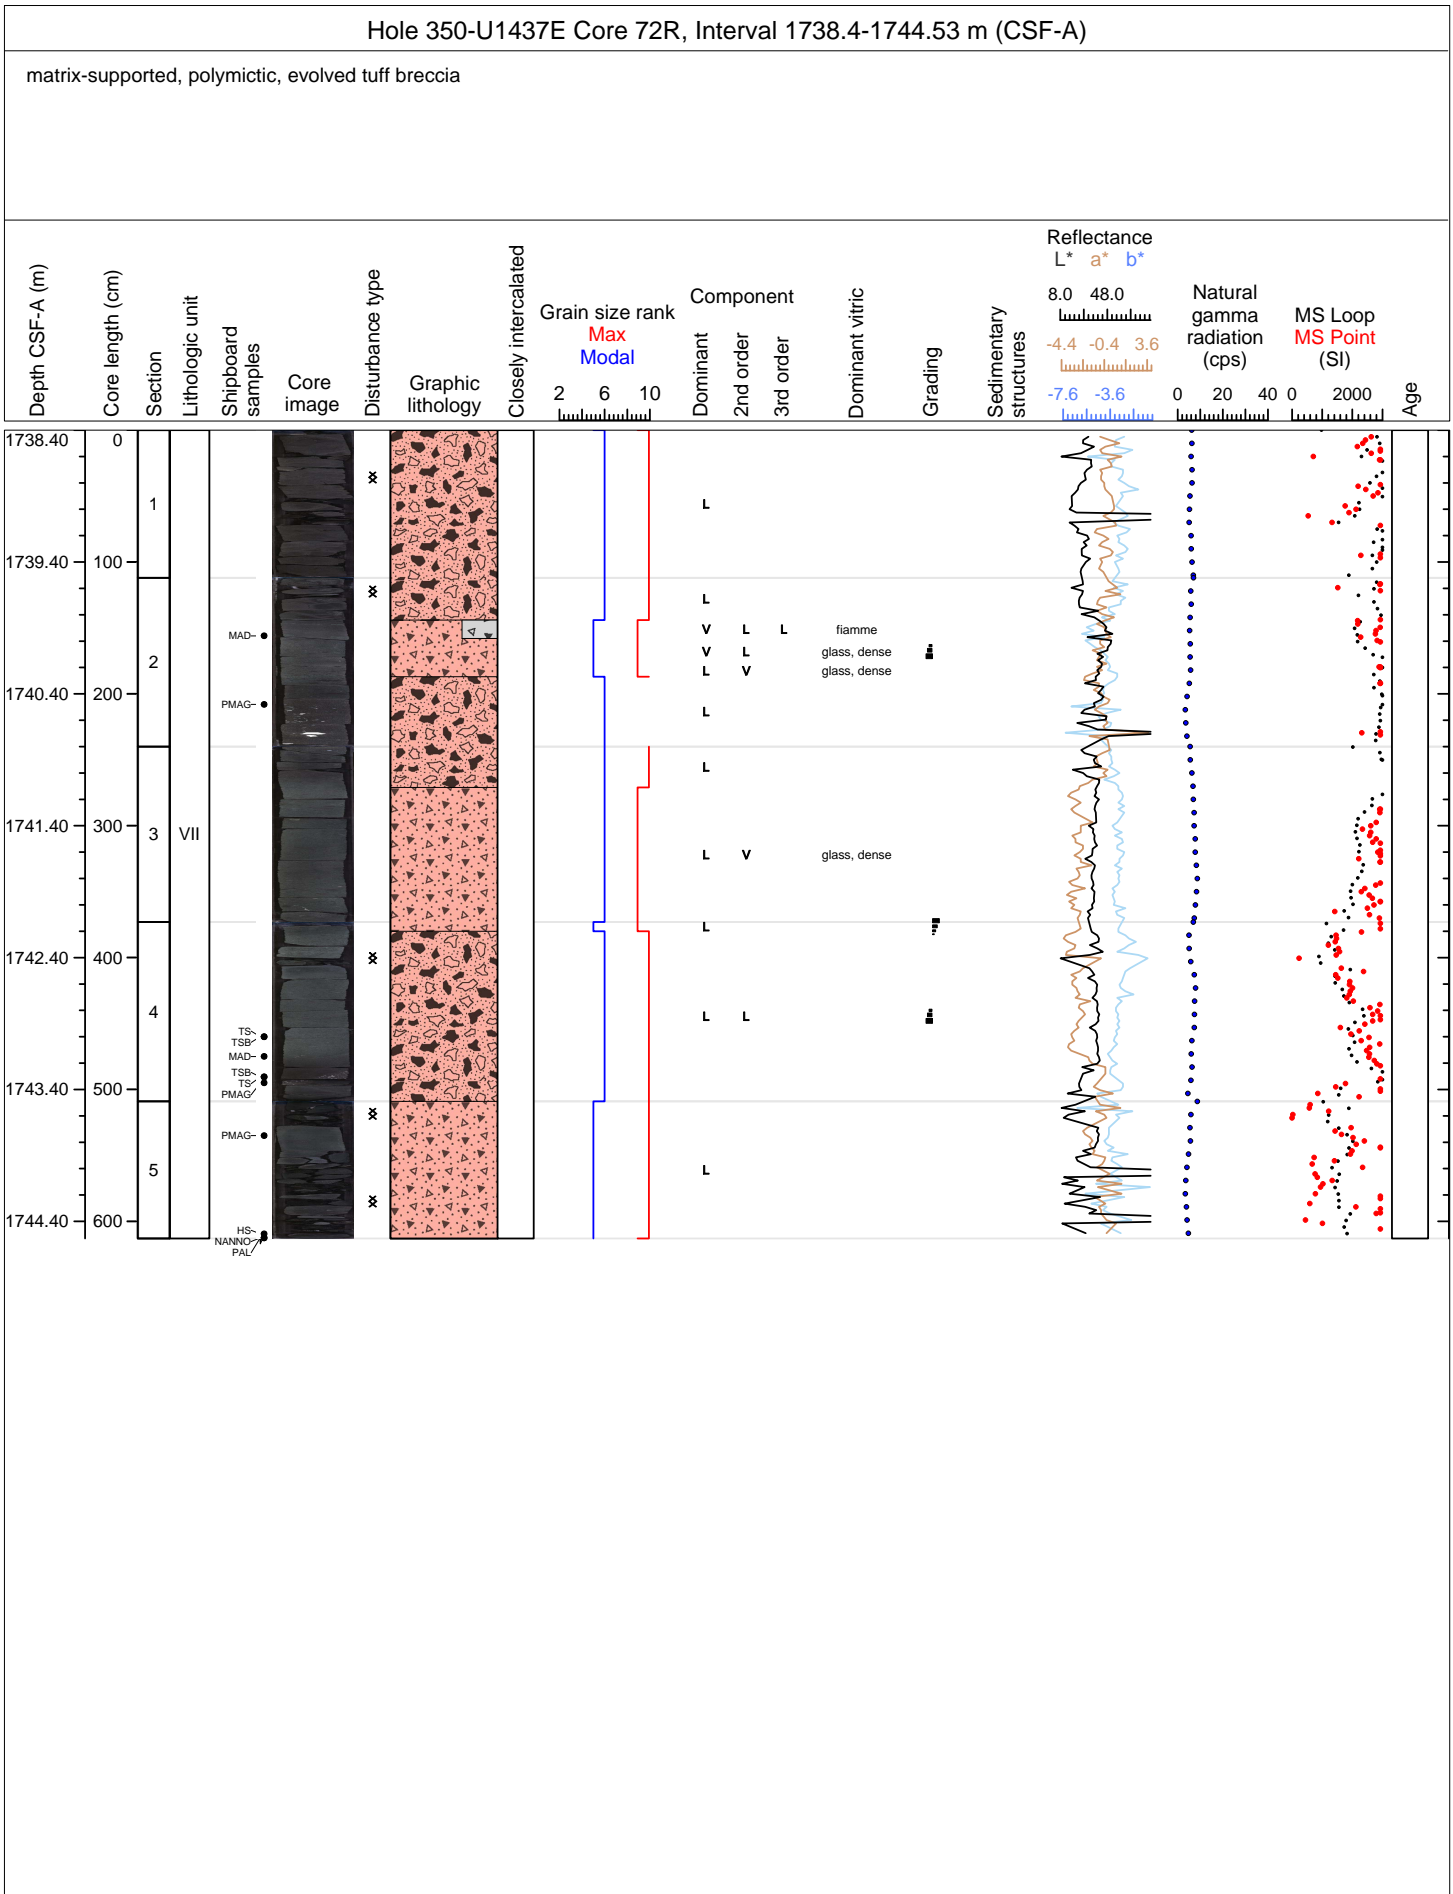 Hole 350-U1437E Core 72R, Interval 1738.4-1744.53 m (CSF-A)
matrix-supported, polymictic, evolved tuff breccia
Depth CSF-A (m)
Core length (cm)
Section
Lithologic unit
Shipboard
samples
Core
image
Disturbance type
Graphic
lithology
Closely intercalated
Grain size rank
Max
Modal
2 6 10
Component
Dominant
2nd order
3rd order
Dominant vitric
Grading
Sedimentary
structures
Reflectance
L* a* b*
8.0 48.0
-4.4 -0.4 3.6
-7.6 -3.6
Natural
gamma
radiation
(cps)
0 20 40
MS Loop
MS Point
(SI)
0 2000
Age
1738.40 0
1
L
1739.40 100
L
V L L fiamme
MAD
2
V L glass, dense
L V glass, dense
1740.40 200
PMAG
L
L
1741.40 300
3 VII
L V glass, dense
L
1742.40 400
4
L L
TS
TSB
MAD
TSB
TS
1743.40 500
PMAG
PMAG
5
L
1744.40 600
HS
NANNO
PAL